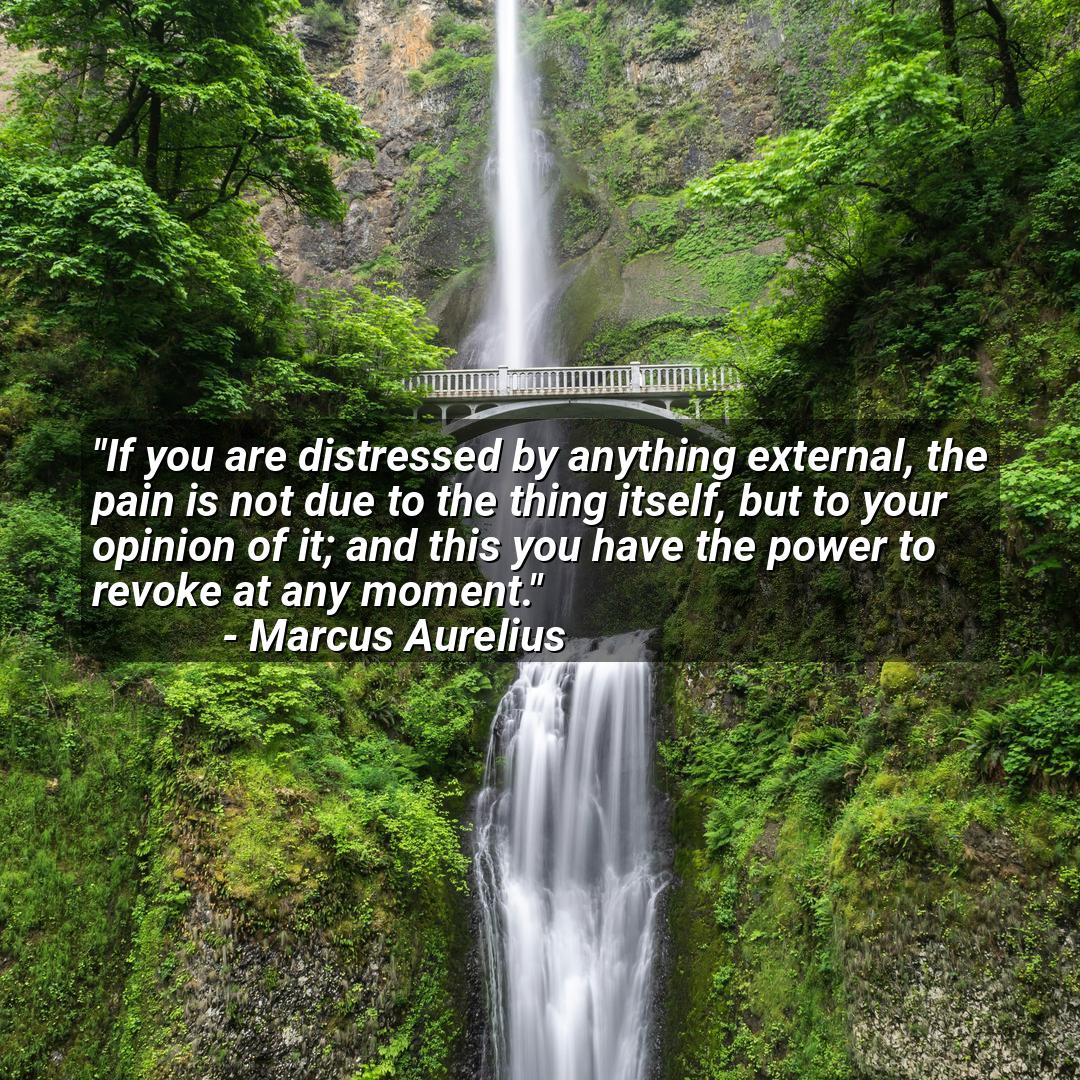 "If you are distressed by anything external, the
pain is not due to the thing itself, but to your
opinion of it; and this you have the power to
revoke at any moment."
- Marcus Aurelius